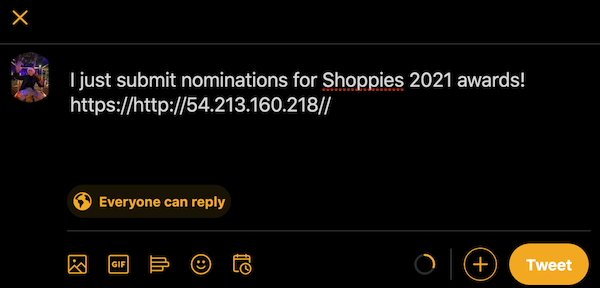 I just submit nominations for Shoppies 2021 awards!
https://http://54.213.160.218//
Everyone can reply
GIF
Tweet